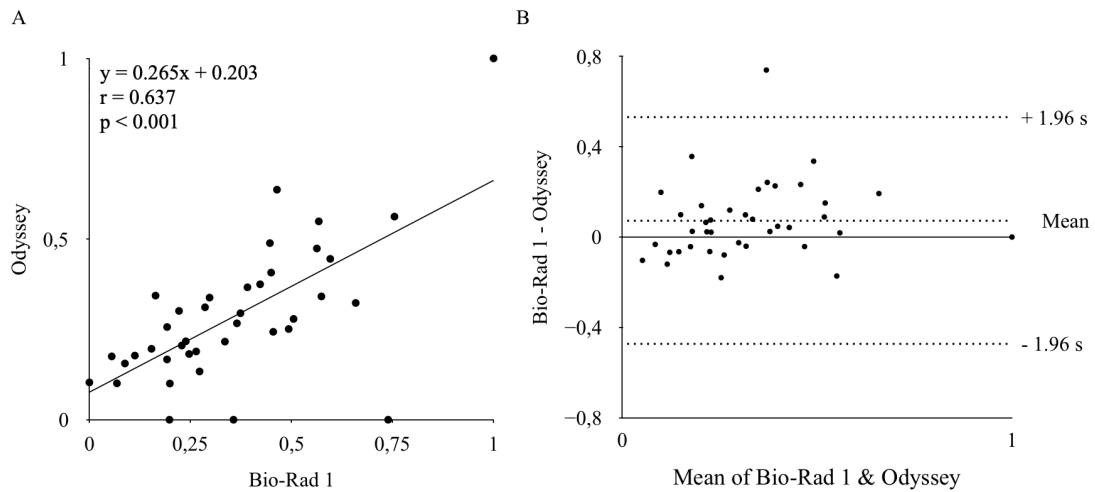 A
y = 0.265x + 0.203
r = 0.637
p < 0.001
1
0,5
0
0
0,25
0,5
0,75
1
Odyssey
Bio-Rad 1
B
0,8
0,4
0
−0,4
−0,8
0
1
+ 1.96 s
Mean
- 1.96 s
Bio-Rad 1 - Odyssey
Mean of Bio-Rad 1 & Odyssey